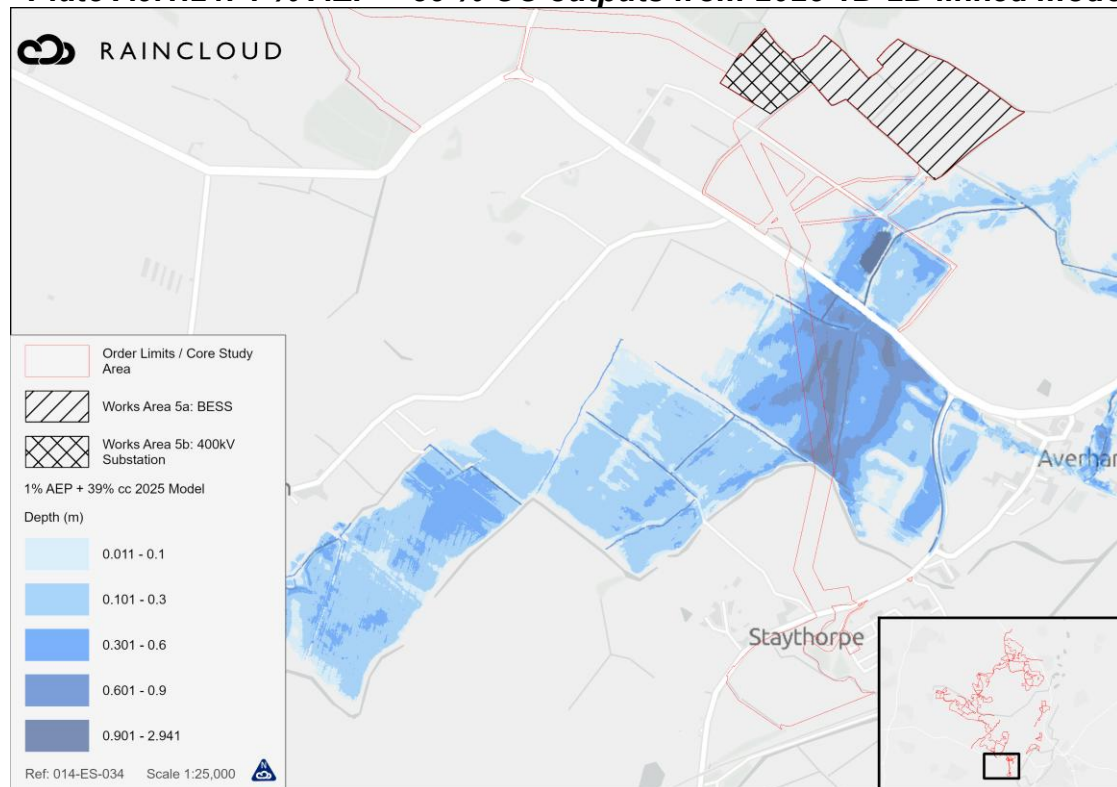 RAINCLOUD
Order Limits / Core Study
Area
Works Area 5a: BESS
Works Area 5b: 400kV
Substation
1% AEP + 39% cc 2025 Model
Depth (m)
0.011 - 0.1
0.101 - 0.3
0.301 - 0.6
0.601 - 0.9
0.901 - 2.941
Ref: 014-ES-034 Scale 1:25,000
N
Averham
Staythorpe